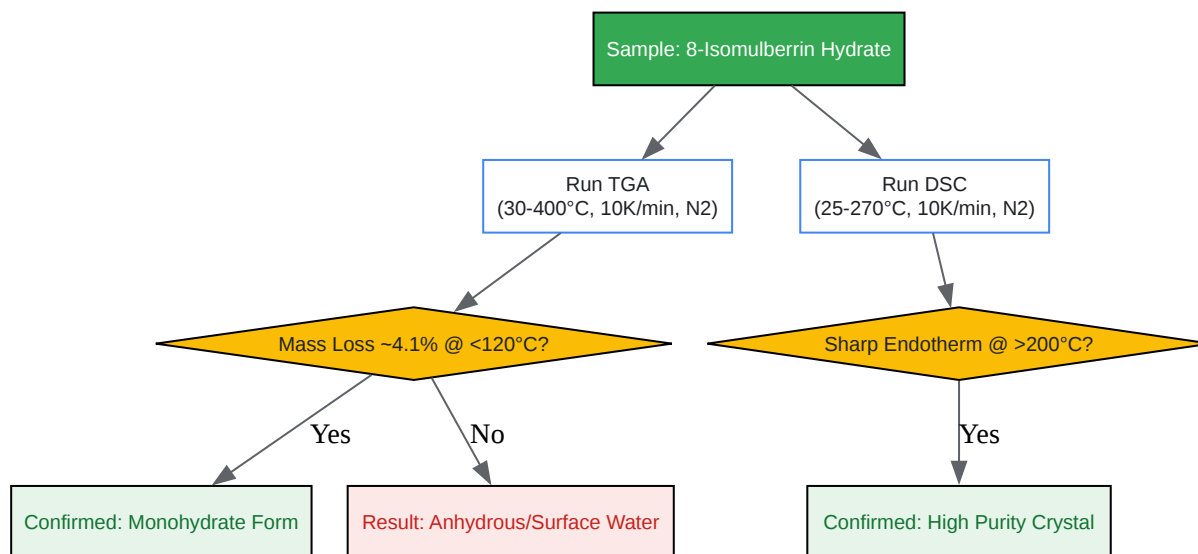 Sample: 8-Isomulberrin Hydrate
Run TGA
(30-400°C, 10K/min, N2)
Run DSC
(25-270°C, 10K/min, N2)
Mass Loss ~4.1% @ <120°C?
Sharp Endotherm @ >200°C?
Yes
No
Yes
Confirmed: Monohydrate Form
Result: Anhydrous/Surface Water
Confirmed: High Purity Crystal